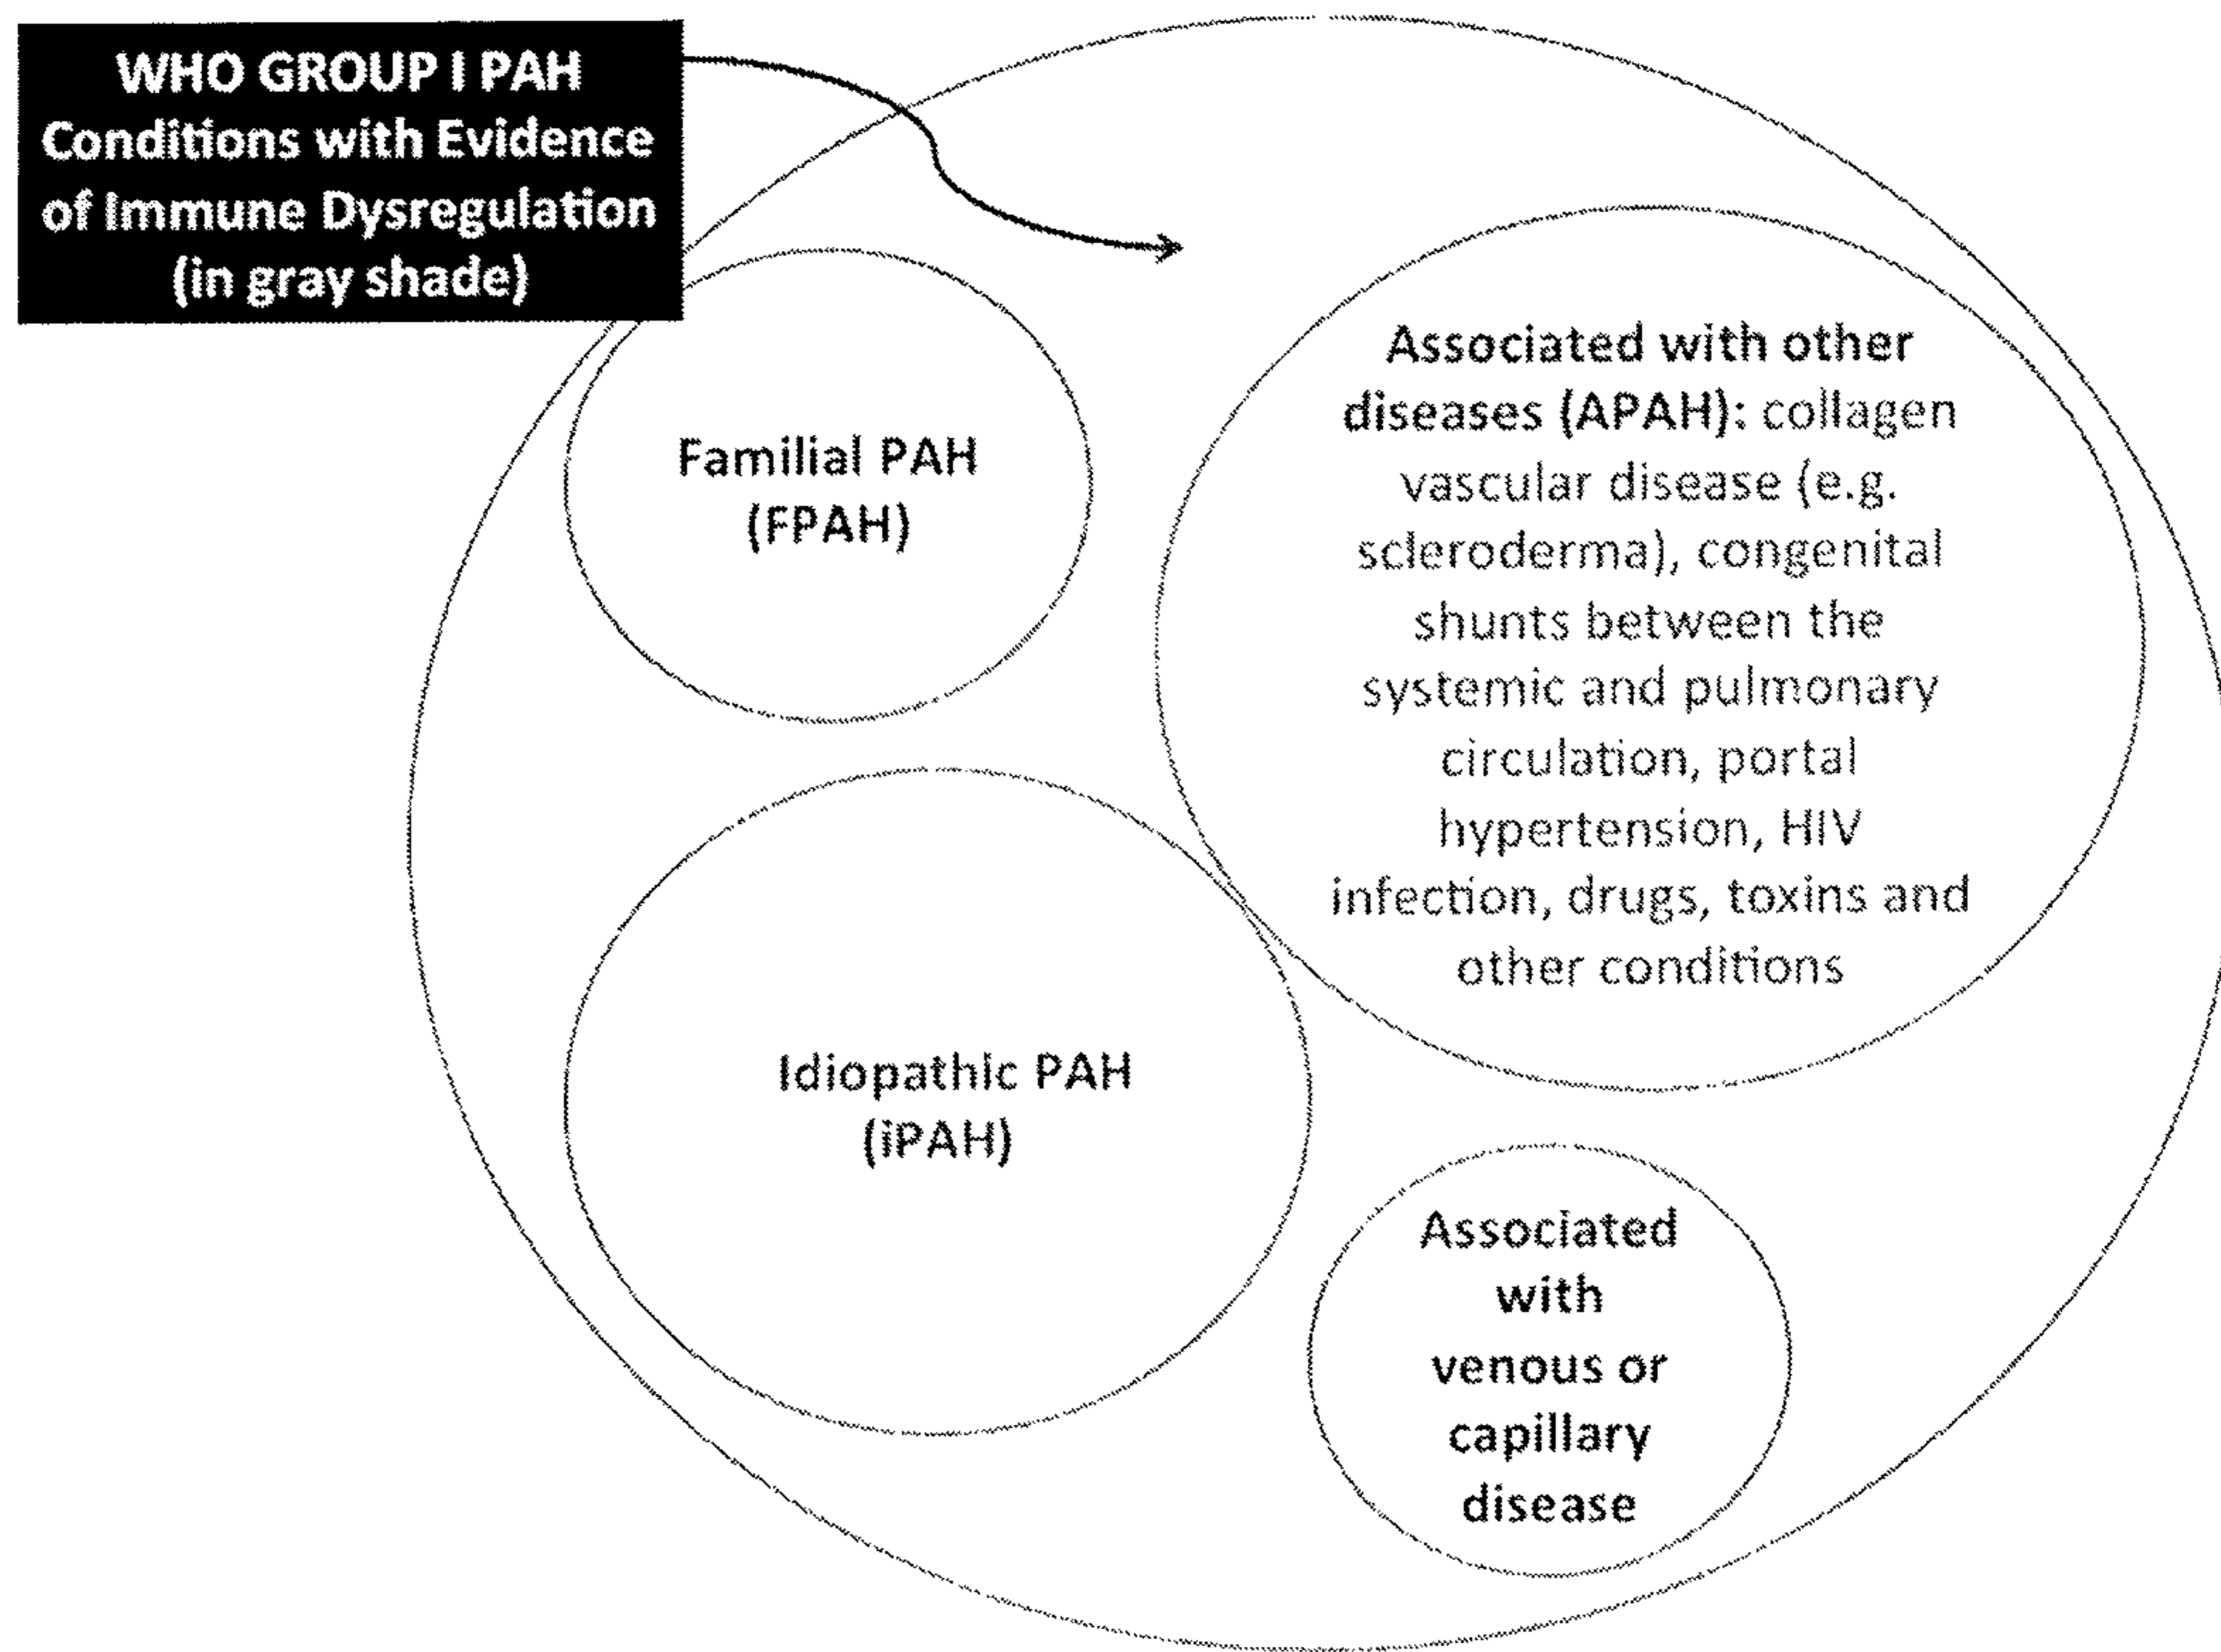 WHO GROUP I PAH
Conditions with Evidence
of Immune Dysregulation
(in gray shade)
Familial PAH
(FPAH)
Associated with other
diseases (APAH): collagen
vascular disease (e.g.
scleroderma), congenital
shunts between the
systemic and pulmonary
circulation, portal
hypertension, HIV
infection, drugs, toxins and
other conditions
Idiopathic PAH
(iPAH)
Associated
with
venous or
capillary
disease